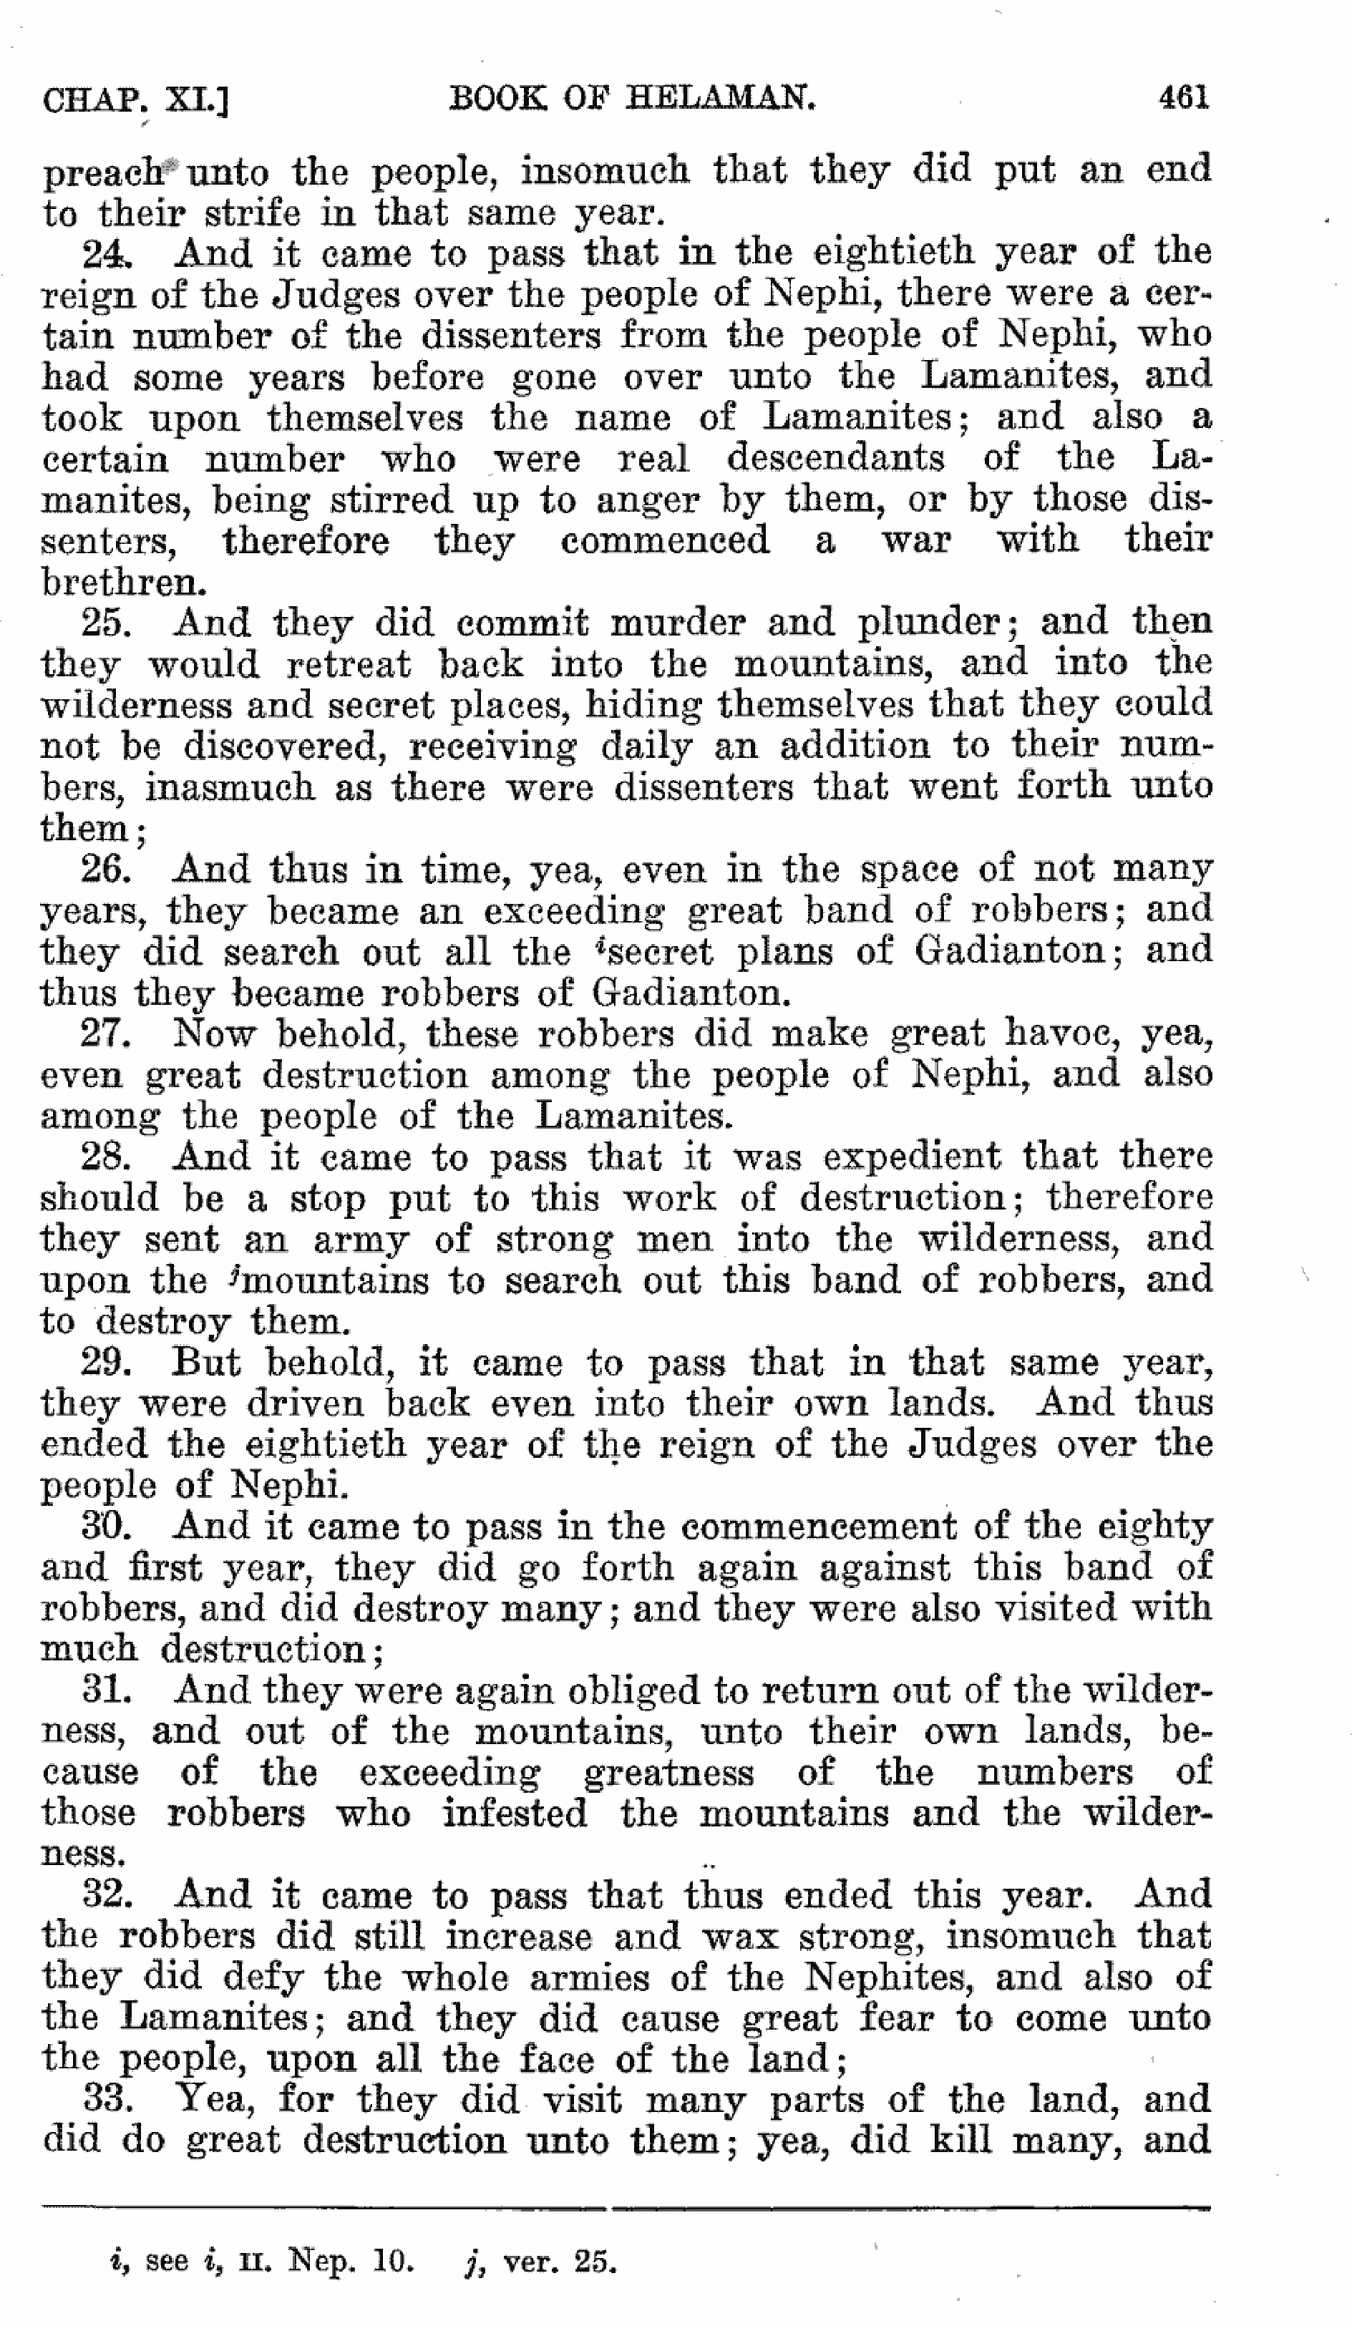 CHAP. XI.] BOOK OF HELAMAN. 461
preach unto the people, insomuch that they did put an end
to their strife in that same year.
24. And it came to pass that in the eightieth year of the
reign of the Judges over the people of Nephi, there were a cer-
tain number of the dissenters from the people of Nephi, who
had some years before gone over unto the Lamanites, and
took upon themselves the name of Lamanites; and also a
certain number who were real descendants of the La-
manites, being stirred up to anger by them, or by those dis-
senters, therefore they commenced a war with their
brethren.
25. And they did commit murder and plunder; and then
they would retreat back into the mountains, and into the
wilderness and secret places, hiding themselves that they could
not be discovered, receiving daily an addition to their num-
bers, inasmuch as there were dissenters that went forth unto
them;
26. And thus in time, yea, even in the space of not many
years, they became an exceeding great band of robbers; and
they did search out all the ⁱsecret plans of Gadianton; and
thus they became robbers of Gadianton.
27. Now behold, these robbers did make great havoc, yea,
even great destruction among the people of Nephi, and also
among the people of the Lamanites.
28. And it came to pass that it was expedient that there
should be a stop put to this work of destruction; therefore
they sent an army of strong men into the wilderness, and
upon the ʲmountains to search out this band of robbers, and
to destroy them.
29. But behold, it came to pass that in that same year,
they were driven back even into their own lands. And thus
ended the eightieth year of the reign of the Judges over the
people of Nephi.
30. And it came to pass in the commencement of the eighty
and first year, they did go forth again against this band of
robbers, and did destroy many; and they were also visited with
much destruction;
31. And they were again obliged to return out of the wilder-
ness, and out of the mountains, unto their own lands, be-
cause of the exceeding greatness of the numbers of
those robbers who infested the mountains and the wilder-
ness.
32. And it came to pass that thus ended this year. And
the robbers did still increase and wax strong, insomuch that
they did defy the whole armies of the Nephites, and also of
the Lamanites; and they did cause great fear to come unto
the people, upon all the face of the land;
33. Yea, for they did visit many parts of the land, and
did do great destruction unto them; yea, did kill many, and
i, see i, II. Nep. 10. j, ver. 25.